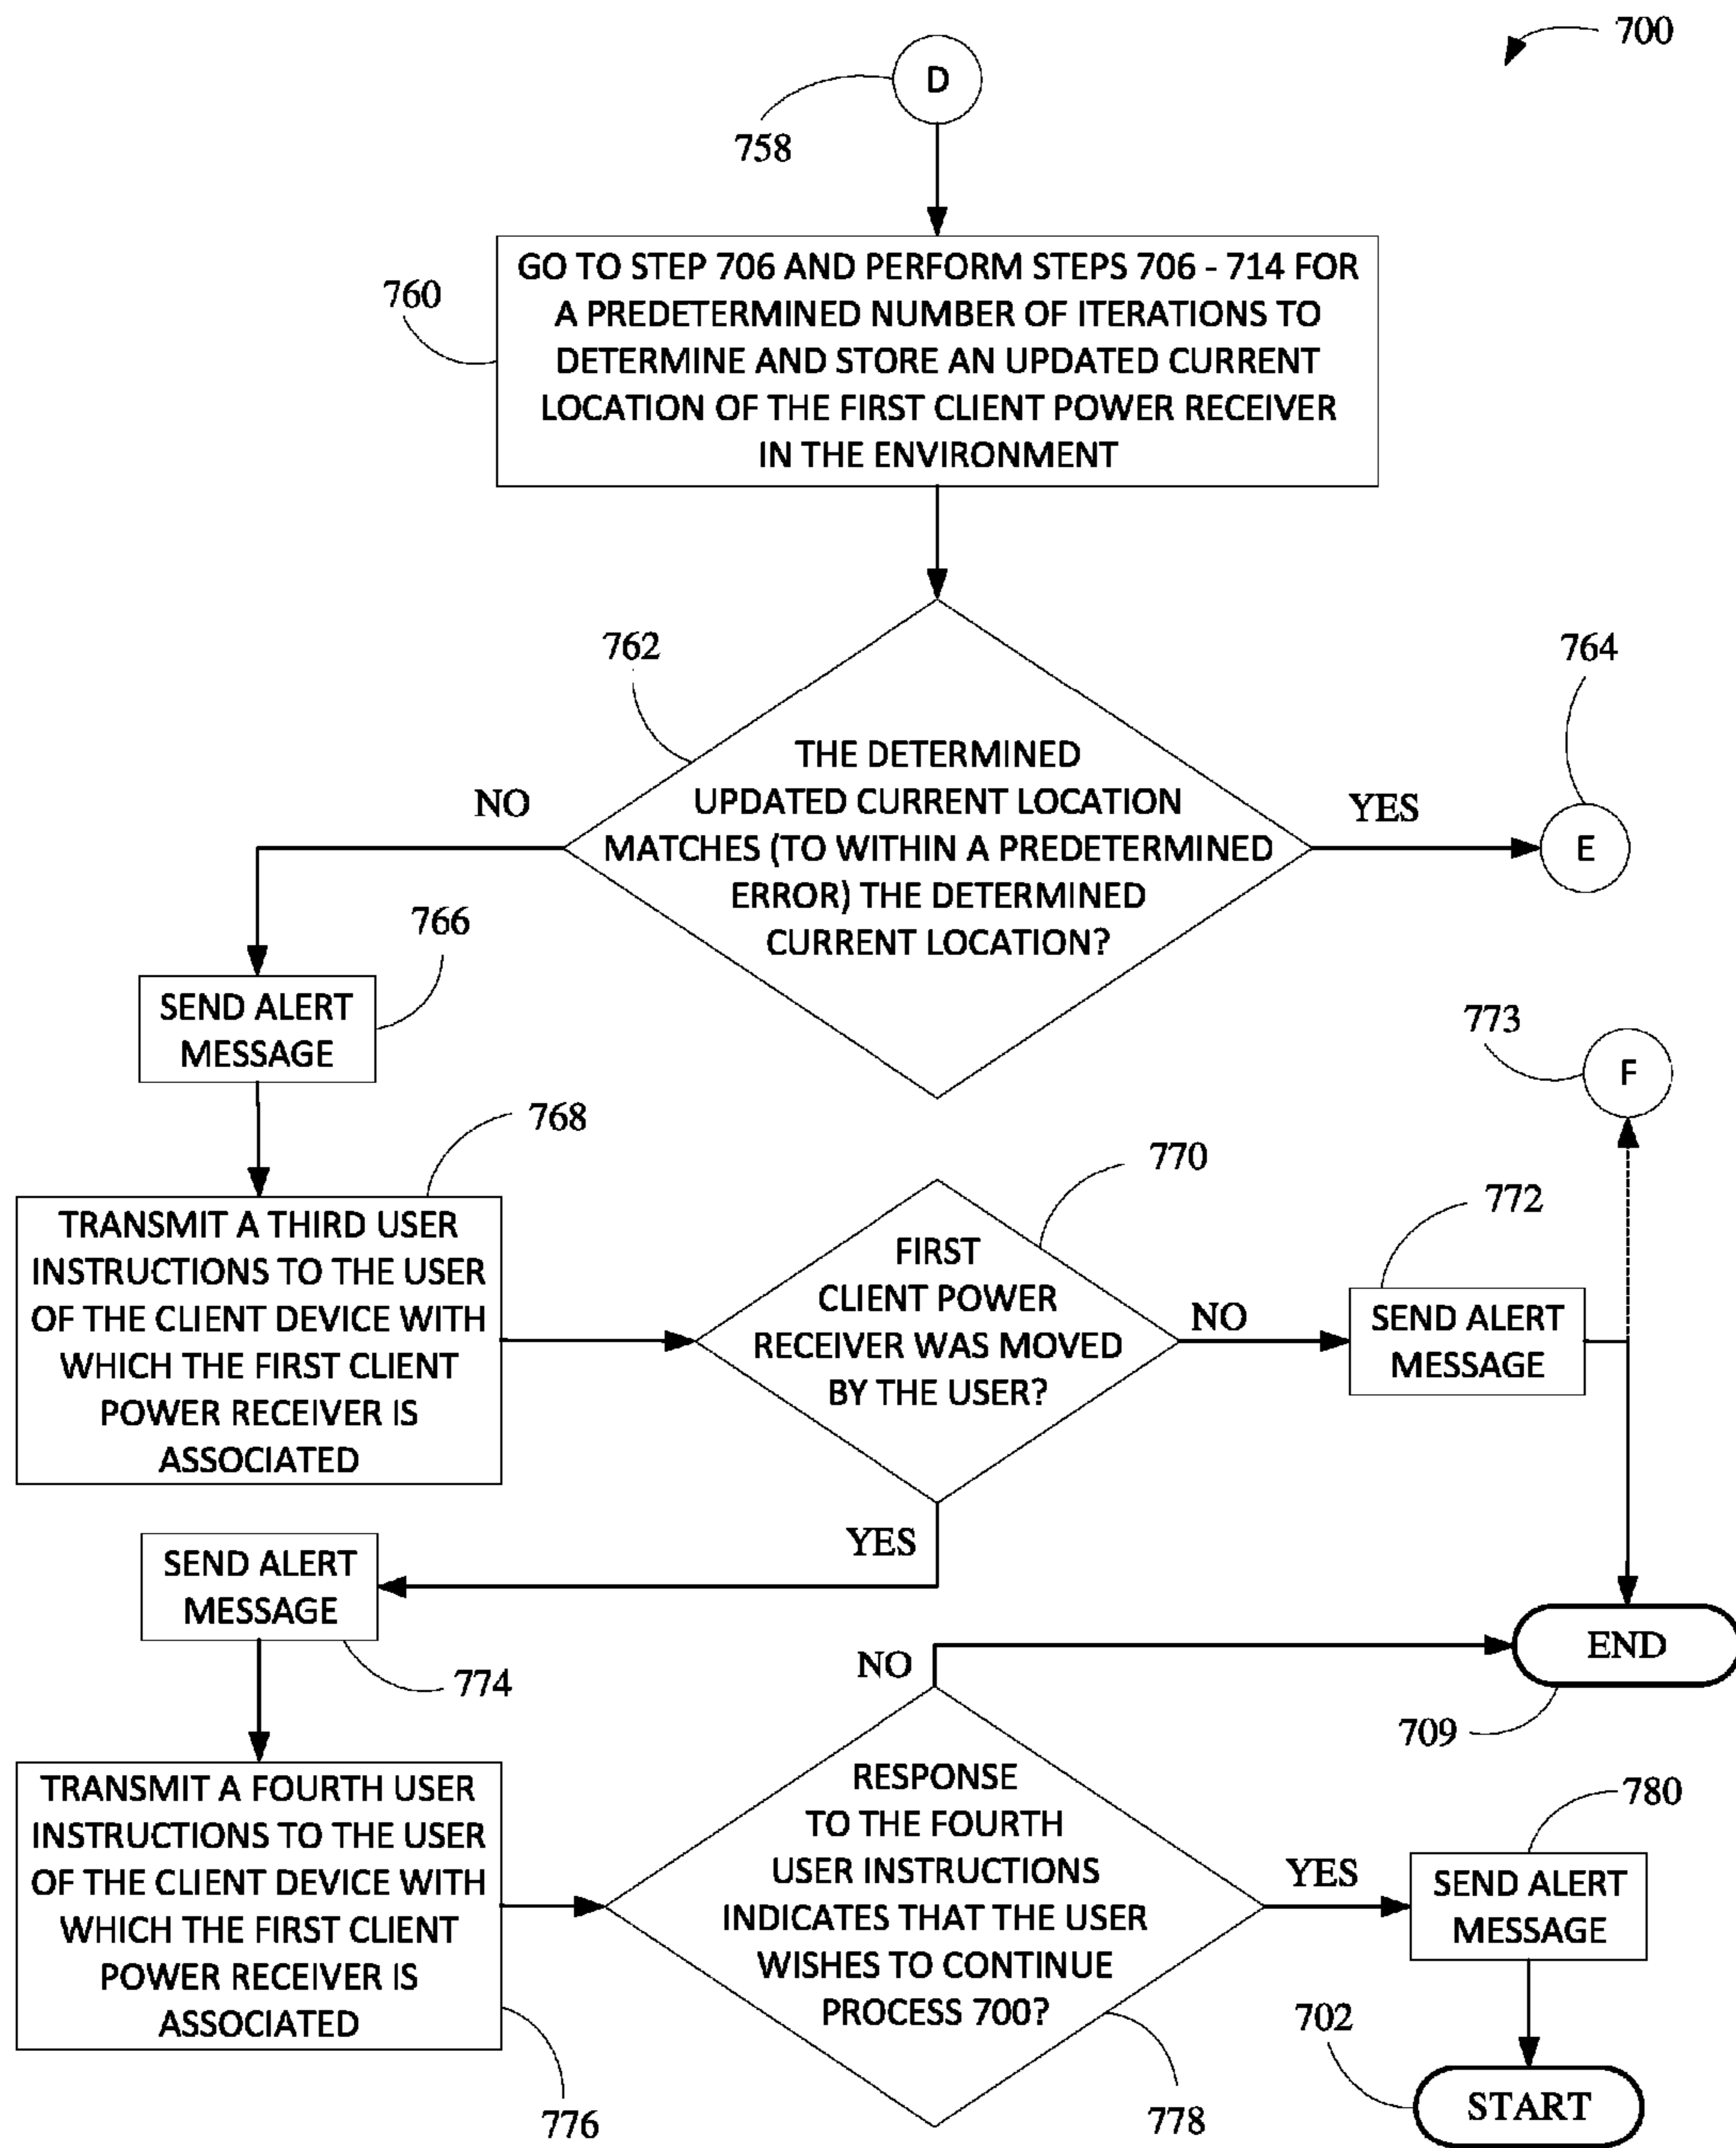 700
D
758
760
GO TO STEP 706 AND PERFORM STEPS 706 - 714 FOR
A PREDETERMINED NUMBER OF ITERATIONS TO
DETERMINE AND STORE AN UPDATED CURRENT
LOCATION OF THE FIRST CLIENT POWER RECEIVER
IN THE ENVIRONMENT
762
764
THE DETERMINED
UPDATED CURRENT LOCATION
MATCHES (TO WITHIN A PREDETERMINED
ERROR) THE DETERMINED
CURRENT LOCATION?
NO
YES
E
766
SEND ALERT
MESSAGE
773
F
768
TRANSMIT A THIRD USER
INSTRUCTIONS TO THE USER
OF THE CLIENT DEVICE WITH
WHICH THE FIRST CLIENT
POWER RECEIVER IS
ASSOCIATED
770
FIRST
CLIENT POWER
RECEIVER WAS MOVED
BY THE USER?
NO
772
SEND ALERT
MESSAGE
YES
SEND ALERT
MESSAGE
774
NO
END
709
TRANSMIT A FOURTH USER
INSTRUCTIONS TO THE USER
OF THE CLIENT DEVICE WITH
WHICH THE FIRST CLIENT
POWER RECEIVER IS
ASSOCIATED
776
RESPONSE
TO THE FOURTH
USER INSTRUCTIONS
INDICATES THAT THE USER
WISHES TO CONTINUE
PROCESS 700?
778
YES
780
SEND ALERT
MESSAGE
702
START